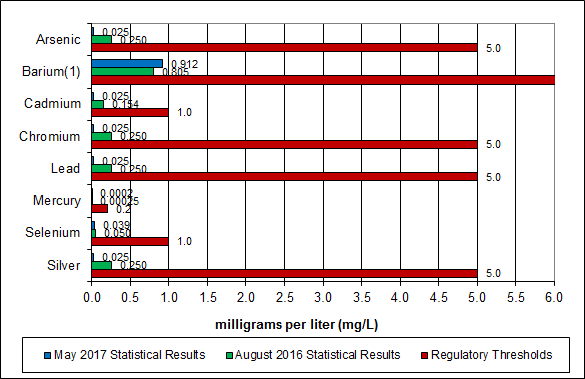 Arsenic
0.025
0.250
5.0
Barium(1)
0.912
0.805
Cadmium
0.025
0.154
1.0
Chromium
0.025
0.250
5.0
Lead
0.025
0.250
5.0
Mercury
0.0002
0.00025
0.2
Selenium
0.039
0.050
1.0
Silver
0.025
0.250
5.0
0.0 0.5 1.0 1.5 2.0 2.5 3.0 3.5 4.0 4.5 5.0 5.5 6.0
milligrams per liter (mg/L)
May 2017 Statistical Results August 2016 Statistical Results Regulatory Thresholds